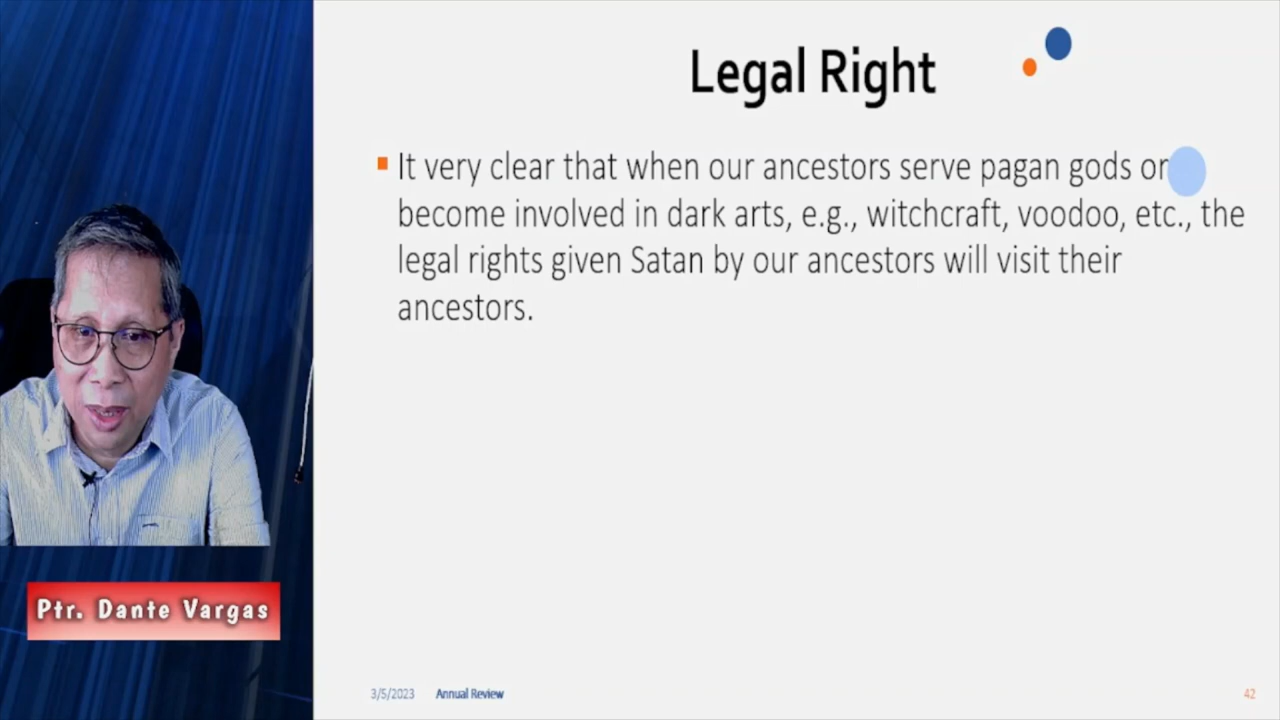 Legal Right
It very clear that when our ancestors serve pagan gods or
become involved in dark arts, e.g., witchcraft, voodoo, etc., the
legal rights given Satan by our ancestors will visit their
ancestors.
Ptr. Dante Vargas
3/5/2023 Annual Review 42